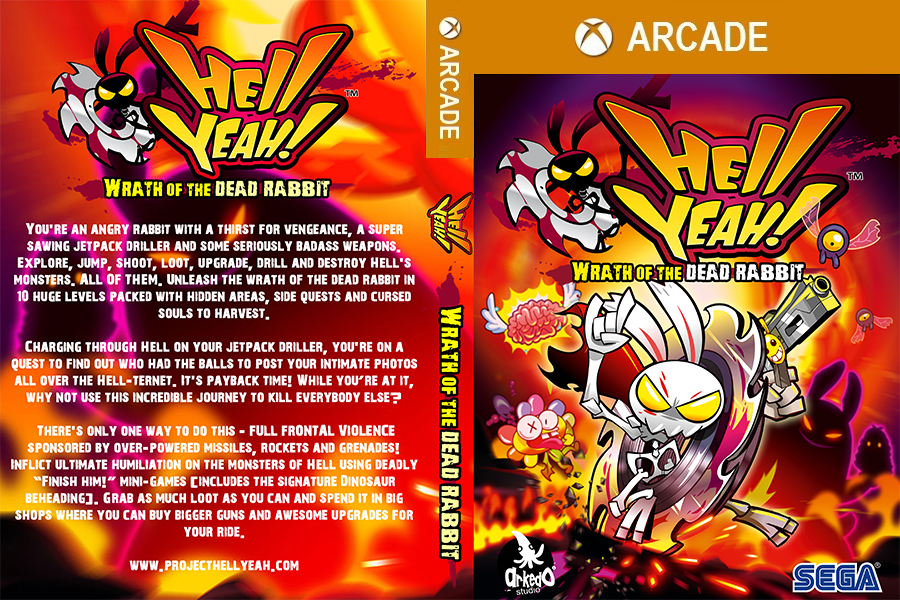 HELL
YEAH!
TM
WRATH OF THE DEAD RABBIT
YOU'RE AN ANGRY RABBIT WITH A THIRST FOR VENGEANCE, A SUPER
SAWING JETPACK DRILLER AND SOME SERIOUSLY BADASS WEAPONS.
EXPLORE, JUMP, SHOOT, LOOT, UPGRADE, DRILL AND DESTROY HELL'S
MONSTERS. ALL OF THEM. UNLEASH THE WRATH OF THE DEAD RABBIT IN
10 HUGE LEVELS PACKED WITH HIDDEN AREAS, SIDE QUESTS AND CURSED
SOULS TO HARVEST.
CHARGING THROUGH HELL ON YOUR JETPACK DRILLER, YOU'RE ON A
QUEST TO FIND OUT WHO HAD THE BALLS TO POST YOUR INTIMATE PHOTOS
ALL OVER THE HELL-TERNET. IT'S PAYBACK TIME! WHILE YOU'RE AT IT,
WHY NOT USE THIS INCREDIBLE JOURNEY TO KILL EVERYBODY ELSE?
THERE'S ONLY ONE WAY TO DO THIS - FULL FRONTAL VIOLENCE
SPONSORED BY OVER-POWERED MISSILES, ROCKETS AND GRENADES!
INFLICT ULTIMATE HUMILIATION ON THE MONSTERS OF HELL USING DEADLY
"FINISH HIM!" MINI-GAMES [INCLUDES THE SIGNATURE DINOSAUR
BEHEADING]. GRAB AS MUCH LOOT AS YOU CAN AND SPEND IT IN BIG
SHOPS WHERE YOU CAN BUY BIGGER GUNS AND AWESOME UPGRADES FOR
YOUR RIDE.
WWW.PROJECTHELLYEAH.COM
ARCADE
HELL
YEAH!
WRATH OF THE DEAD RABBIT
ARCADE
HELL
YEAH!
TM
WRATH OF THE DEAD RABBIT
arkedo
studio
SEGA